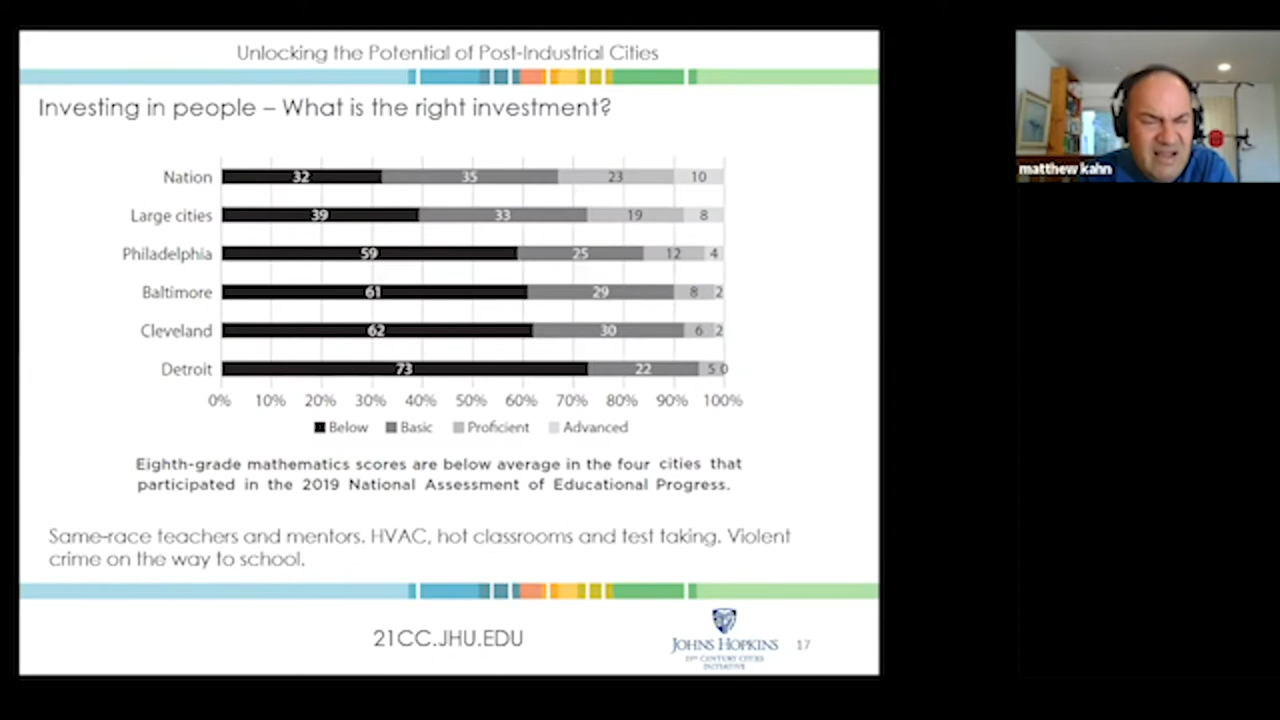 Unlocking the Potential of Post-Industrial Cities
Investing in people – What is the right investment?
Nation 32 35 23 10
Large cities 39 33 19 8
Philadelphia 59 25 12 4
Baltimore 61 29 8 2
Cleveland 62 30 6 2
Detroit 73 22 5 0
0% 10% 20% 30% 40% 50% 60% 70% 80% 90% 100%
Below Basic Proficient Advanced
Eighth-grade mathematics scores are below average in the four cities that
participated in the 2019 National Assessment of Educational Progress.
Same-race teachers and mentors. HVAC, hot classrooms and test taking. Violent
crime on the way to school.
21CC.JHU.EDU
JOHNS HOPKINS
21ST CENTURY CITIES
INITIATIVE
17
matthew kahn